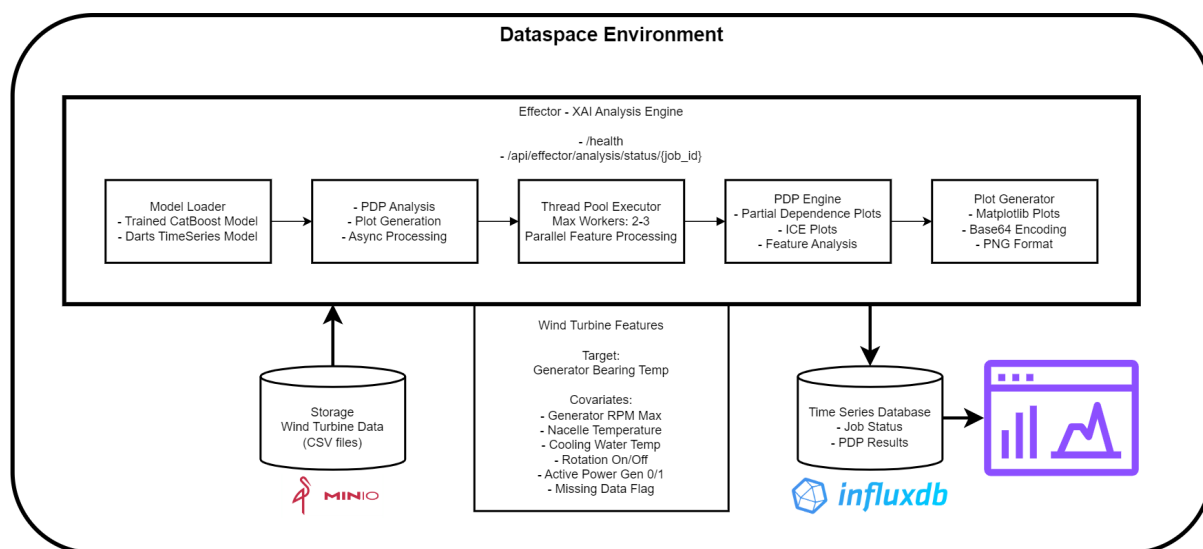 Dataspace Environment
Effector - XAI Analysis Engine
- /health
- /api/effector/analysis/status/{job_id}
Model Loader
- Trained CatBoost Model
- Darts TimeSeries Model
- PDP Analysis
- Plot Generation
- Async Processing
Thread Pool Executor
Max Workers: 2-3
Parallel Feature Processing
PDP Engine
- Partial Dependence Plots
- ICE Plots
- Feature Analysis
Plot Generator
- Matplotlib Plots
- Base64 Encoding
- PNG Format
Storage
Wind Turbine Data
(CSV files)
MINIO
Wind Turbine Features
Target:
Generator Bearing Temp
Covariates:
- Generator RPM Max
- Nacelle Temperature
- Cooling Water Temp
- Rotation On/Off
- Active Power Gen 0/1
- Missing Data Flag
Time Series Database
- Job Status
- PDP Results
influxdb